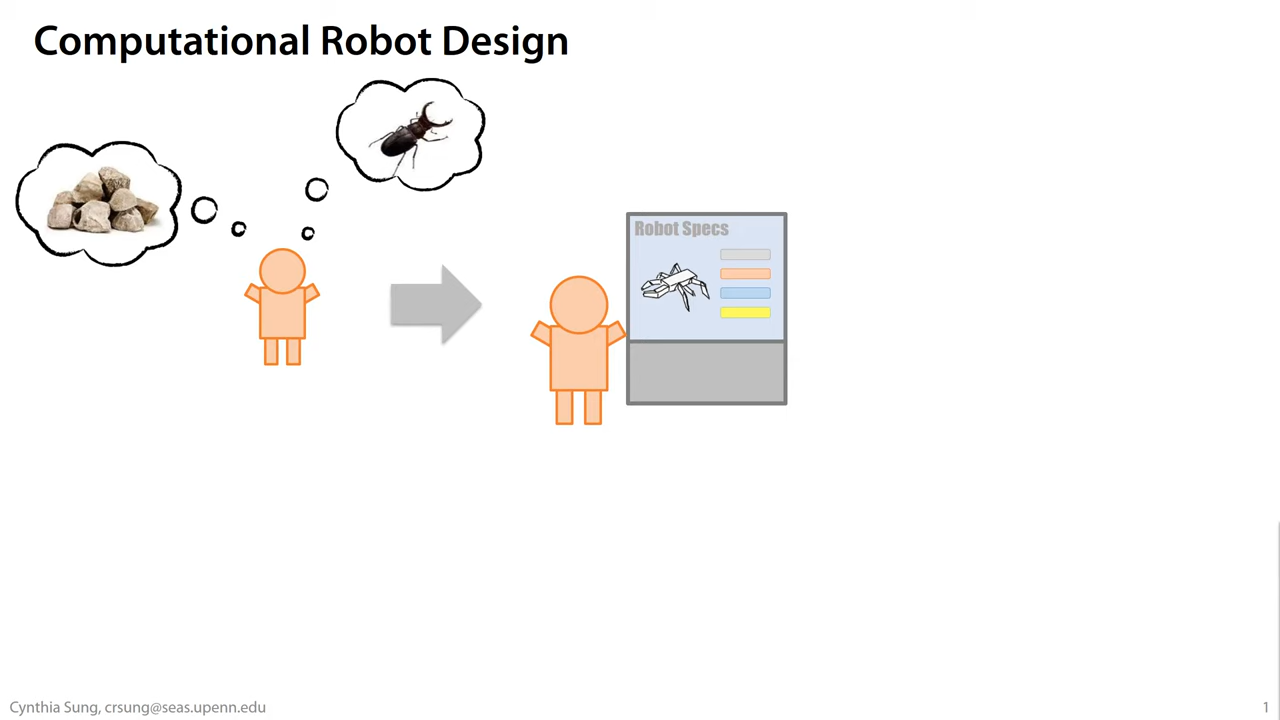 Computational Robot Design
Robot Specs
Cynthia Sung, crsung@seas.upenn.edu
1